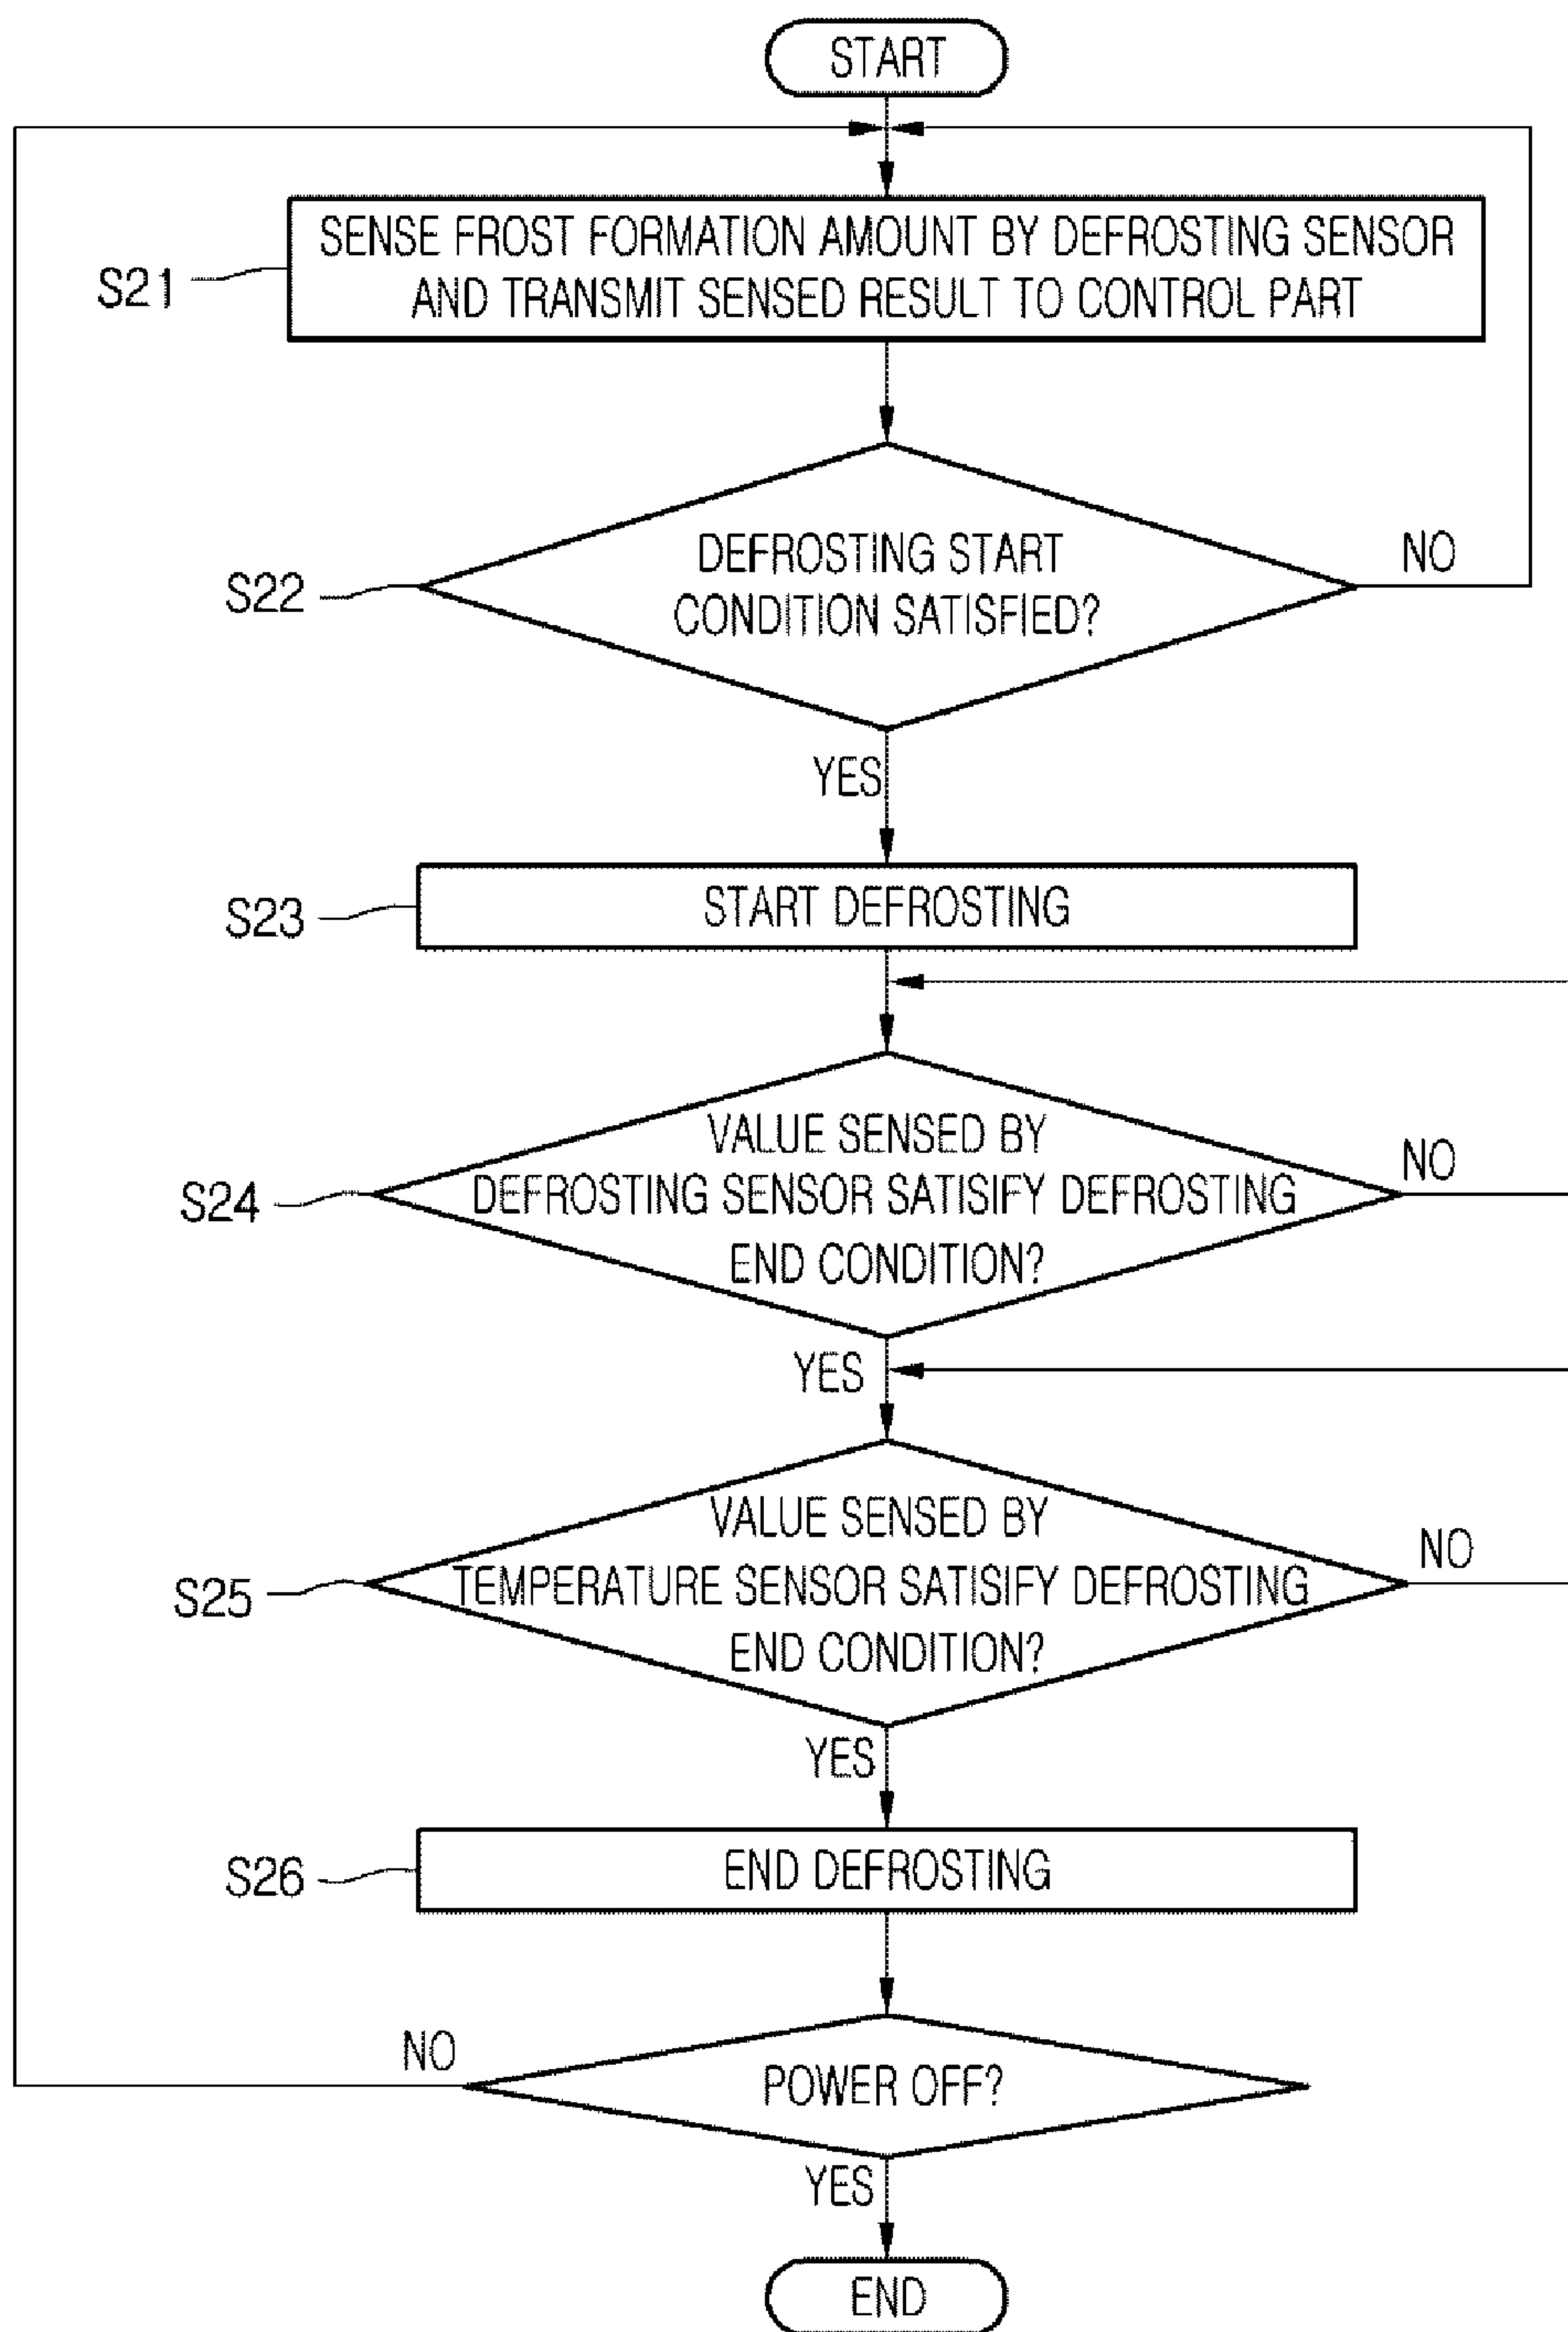 START
SENSE FROST FORMATION AMOUNT BY DEFROSTING SENSOR
AND TRANSMIT SENSED RESULT TO CONTROL PART
S21
DEFROSTING START
CONDITION SATISFIED?
NO
S22
YES
START DEFROSTING
S23
VALUE SENSED BY
DEFROSTING SENSOR SATISIFY DEFROSTING
END CONDITION?
NO
S24
YES
VALUE SENSED BY
TEMPERATURE SENSOR SATISIFY DEFROSTING
END CONDITION?
NO
S25
YES
END DEFROSTING
S26
NO
POWER OFF?
YES
END